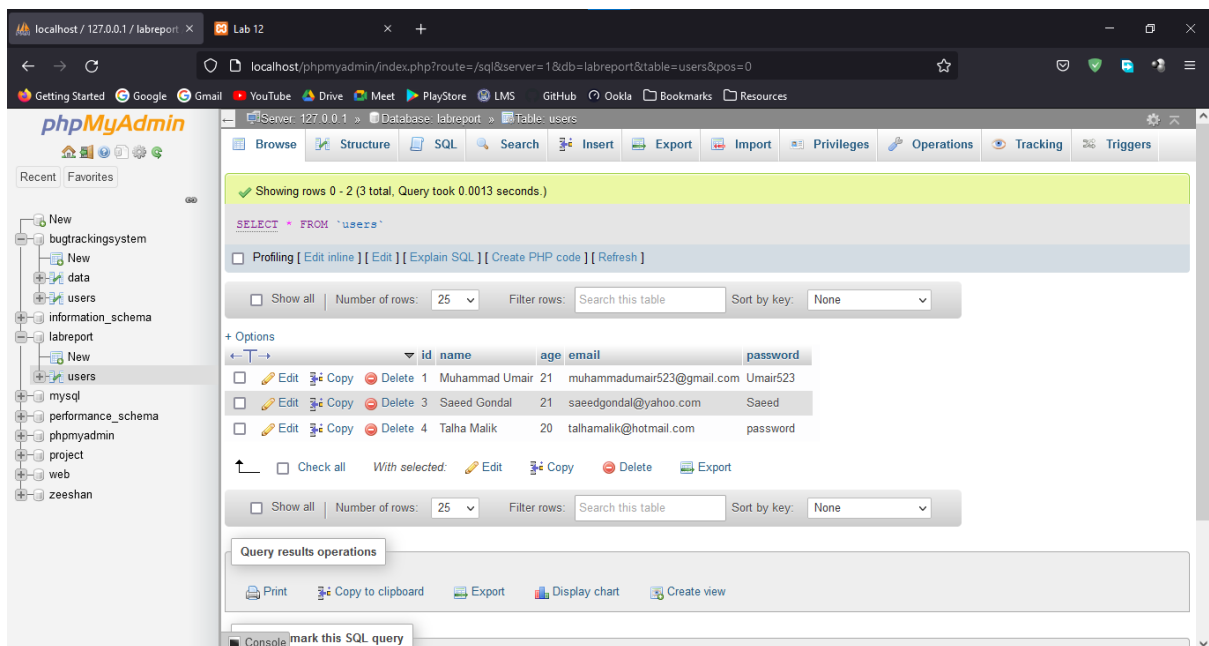 localhost / 127.0.0.1 / labreport
Lab 12
localhost/phpmyadmin/index.php?route=/sql&server=1&db=labreport&table=users&pos=0
Getting Started Google Gmail YouTube Drive Meet PlayStore LMS GitHub Ookla Bookmarks Resources
phpMyAdmin
Recent Favorites
New
bugtrackingsystem
New
data
users
information_schema
labreport
New
users
mysql
performance_schema
phpmyadmin
project
web
zeeshan
Server: 127.0.0.1 » Database: labreport » Table: users
Browse Structure SQL Search Insert Export Import Privileges Operations Tracking Triggers
Showing rows 0 - 2 (3 total, Query took 0.0013 seconds.)
SELECT * FROM `users`
Profiling [ Edit inline ] [ Edit ] [ Explain SQL ] [ Create PHP code ] [ Refresh ]
Show all | Number of rows: 25 Filter rows: Search this table Sort by key: None
+ Options
←T→ id name age email password
Edit Copy Delete 1 Muhammad Umair 21 muhammadumair523@gmail.com Umair523
Edit Copy Delete 3 Saeed Gondal 21 saeedgondal@yahoo.com Saeed
Edit Copy Delete 4 Talha Malik 20 talhamalik@hotmail.com password
Check all With selected: Edit Copy Delete Export
Show all | Number of rows: 25 Filter rows: Search this table Sort by key: None
Query results operations
Print Copy to clipboard Export Display chart Create view
Console mark this SQL query